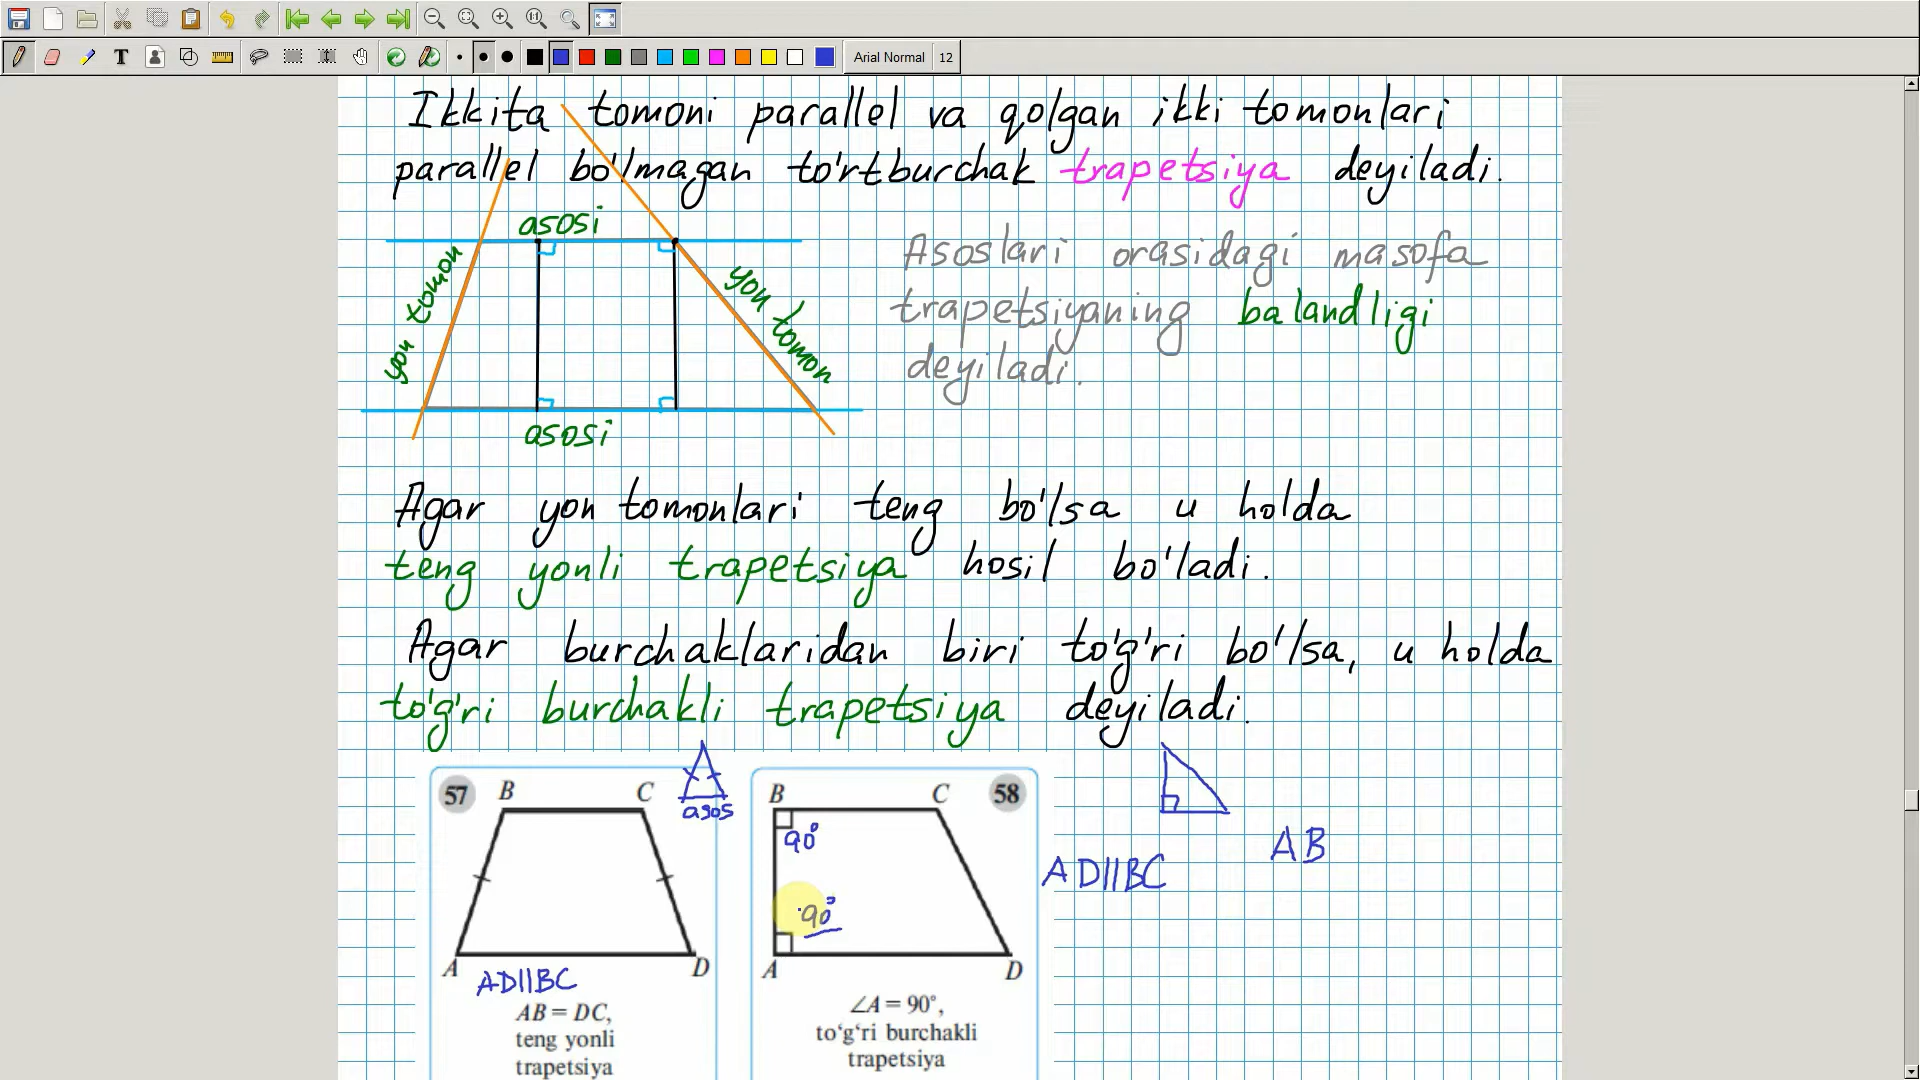 Arial Normal 12
Ikkita tomoni parallel va qolgan ikki tomonlari
parallel bo'lmagan to'rtburchak trapetsiya deyiladi.
asosi
yon tomon
yon tomon
asosi
Asoslari orasidagi masofa
trapetsiyaning balandligi
deyiladi.
Agar yon tomonlari teng bo'lsa u holda
teng yonli trapetsiya hosil bo'ladi.
Agar burchaklaridan biri to'g'ri bo'lsa, u holda
to'g'ri burchakli trapetsiya deyiladi.
57
B C
asos
A D
AD||BC
AB = DC,
teng yonli
trapetsiya
B C 58
90°
90°
A D
∠A = 90°,
to‘g‘ri burchakli
trapetsiya
AD||BC
AB